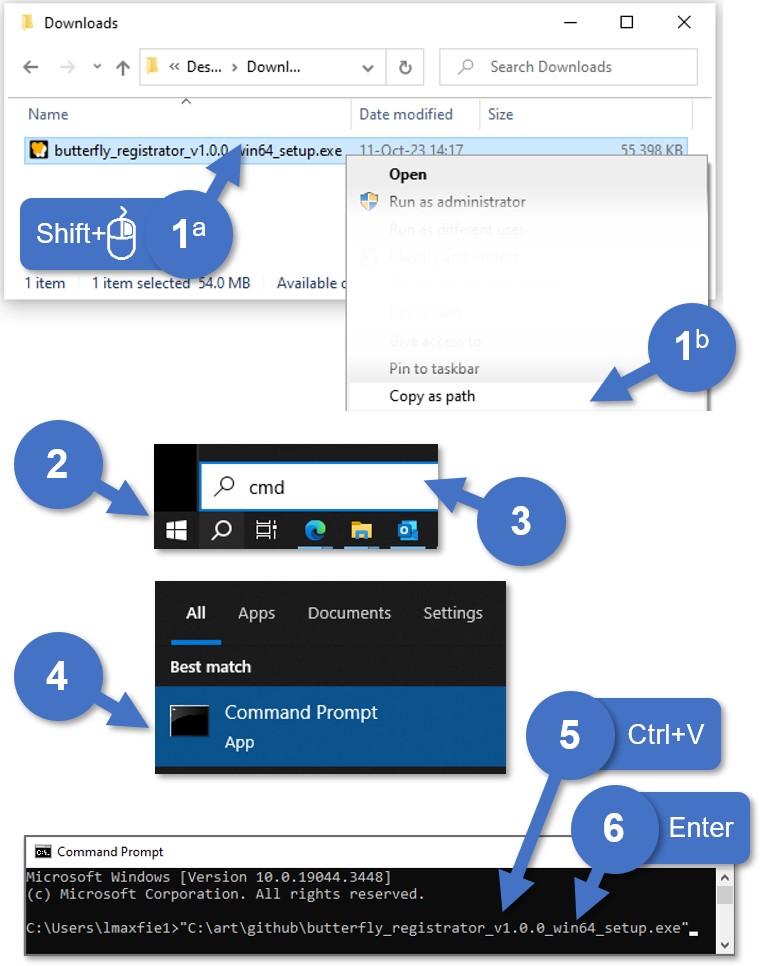 Downloads
Des... Downl...
Search Downloads
Name Date modified Size
butterfly_registrator_v1.0.0_win64_setup.exe 11-Oct-23 14:17 55,398 KB
Open
Run as administrator
Run as different user
Shift+ 1a
Classify and protect
1 item 1 item selected 54.0 MB Available
Pin to Start
Give access to
1b
Pin to taskbar
Copy as path
2
cmd
3
All Apps Documents Settings
Best match
4
Command Prompt
App
5 Ctrl+V
6 Enter
Command Prompt
Microsoft Windows [Version 10.0.19044.3448]
(c) Microsoft Corporation. All rights reserved.
C:\Users\lmaxfie1>"C:\art\github\butterfly_registrator_v1.0.0_win64_setup.exe"